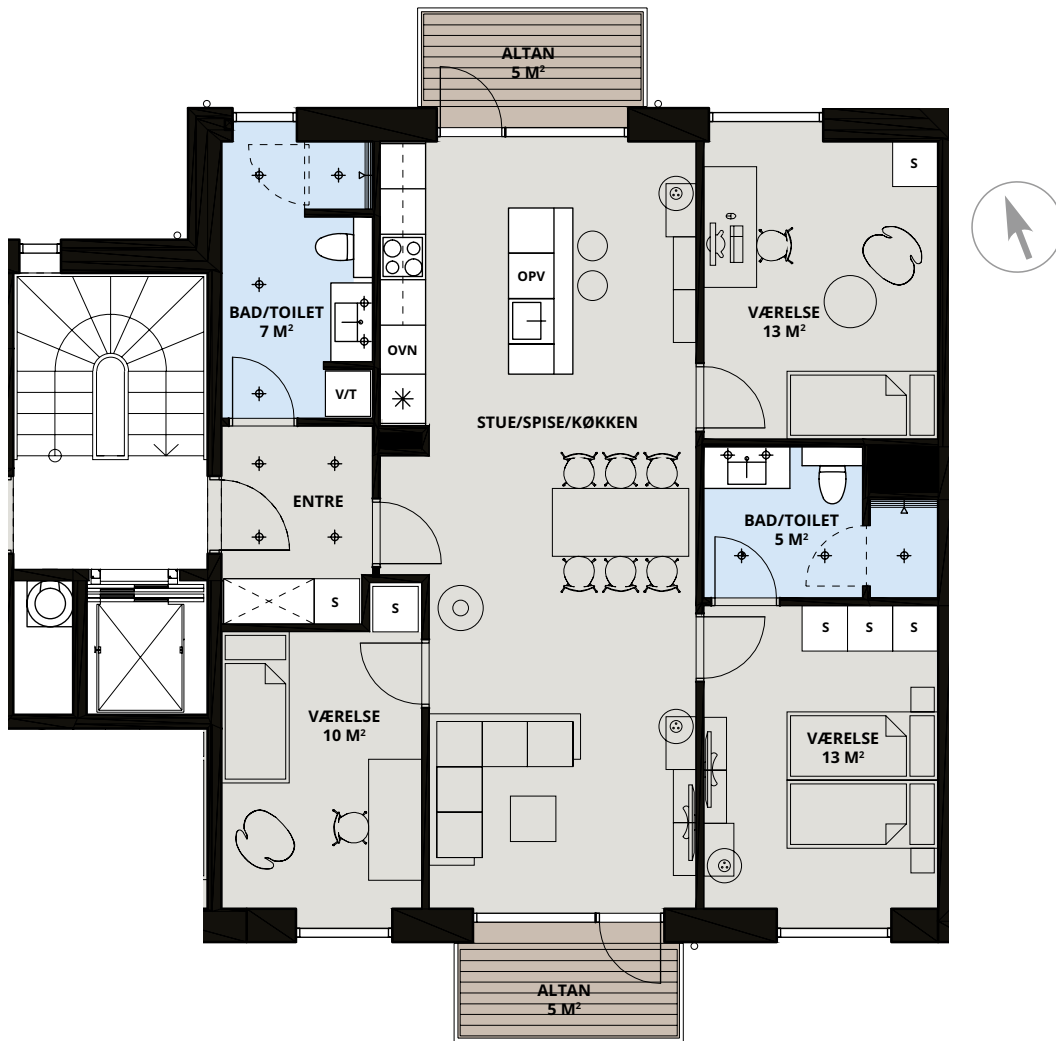 ALTAN
5 M²
S
BAD/TOILET
7 M²
OPV
VÆRELSE
13 M²
OVN
V/T
STUE/SPISE/KØKKEN
ENTRE
BAD/TOILET
5 M²
S
S
S
S
S
VÆRELSE
10 M²
VÆRELSE
13 M²
ALTAN
5 M²